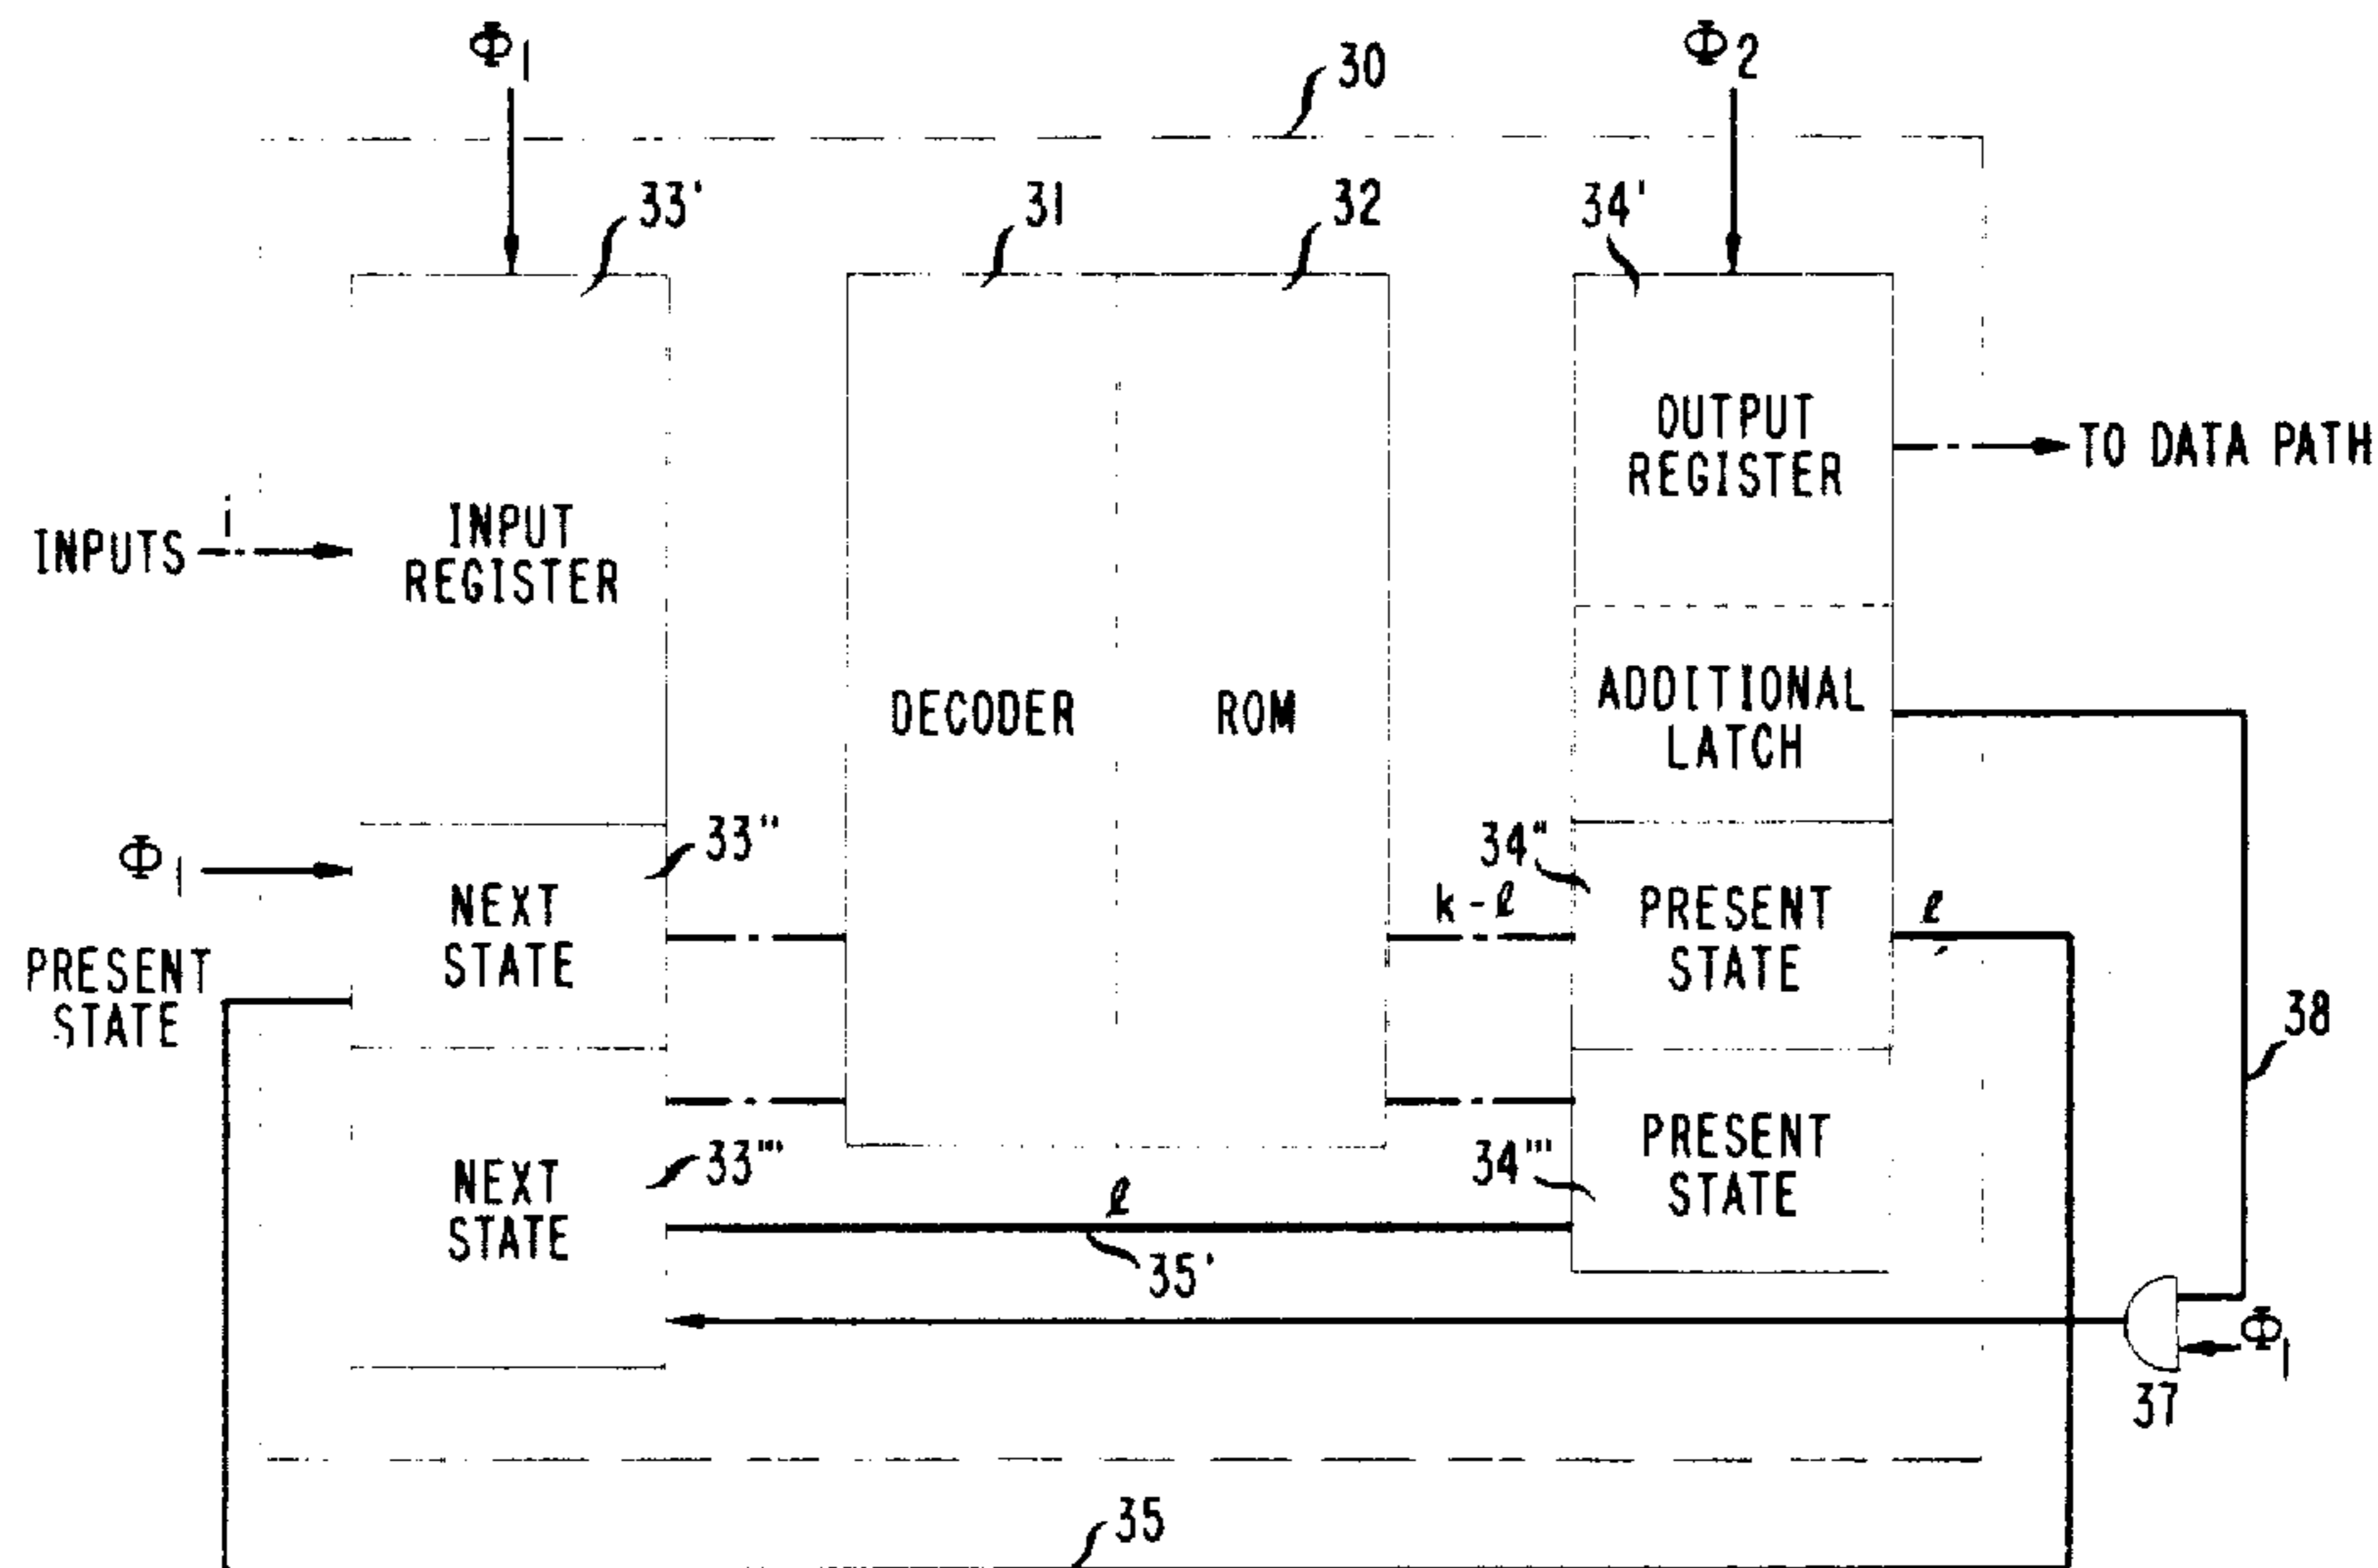 Φ1
Φ2
30
33'
31
32
34'
INPUTS
i
INPUT
REGISTER
DECODER
ROM
OUTPUT
REGISTER
TO DATA PATH
ADDITIONAL
LATCH
Φ1
PRESENT
STATE
NEXT
STATE
33"
k-ℓ
34"
PRESENT
STATE
ℓ
38
NEXT
STATE
33"'
ℓ
35'
34"'
PRESENT
STATE
Φ1
37
35